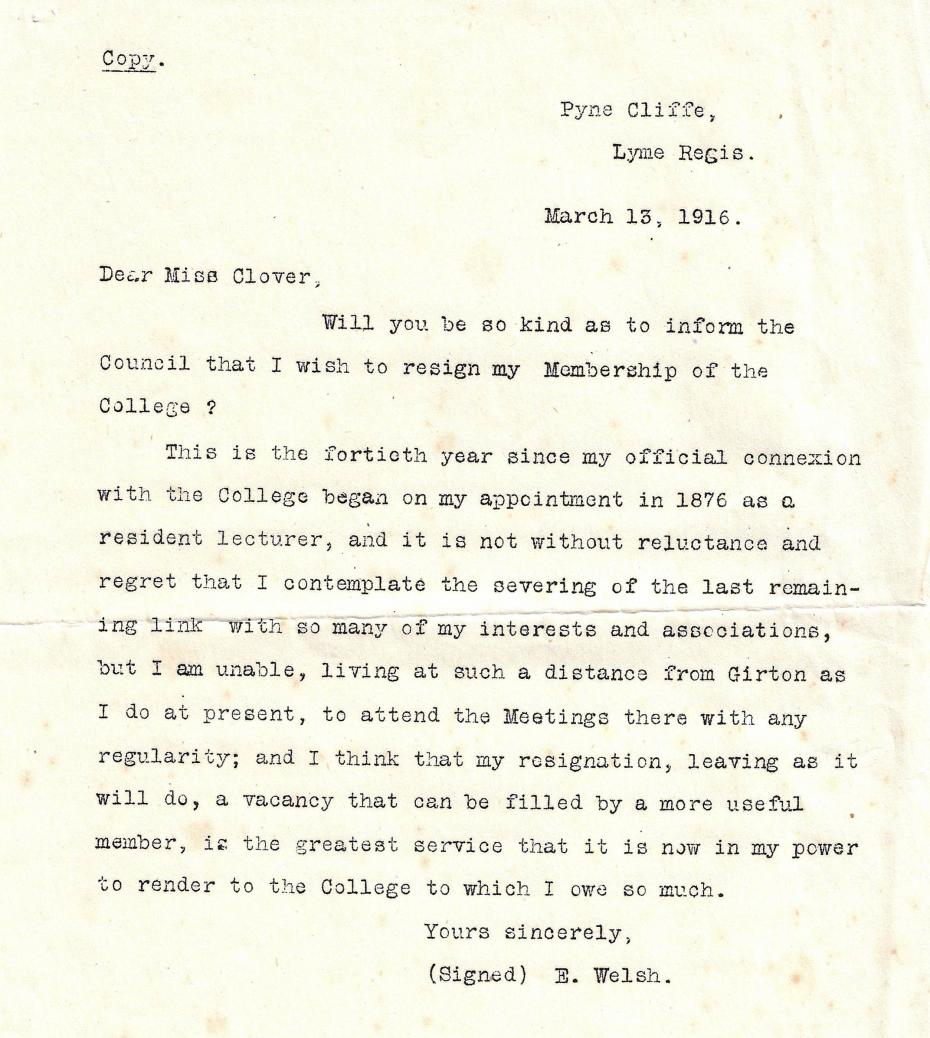 Copy.
Pyne Cliffe,
Lyme Regis.
March 13, 1916.
Dear Miss Clover,
Will you be so kind as to inform the
Council that I wish to resign my Membership of the
College ?
This is the fortieth year since my official connexion
with the College began on my appointment in 1876 as a
resident lecturer, and it is not without reluctance and
regret that I contemplate the severing of the last remain-
ing link with so many of my interests and associations,
but I am unable, living at such a distance from Girton as
I do at present, to attend the Meetings there with any
regularity; and I think that my resignation, leaving as it
will do, a vacancy that can be filled by a more useful
member, is the greatest service that it is now in my power
to render to the College to which I owe so much.
Yours sincerely,
(Signed) E. Welsh.